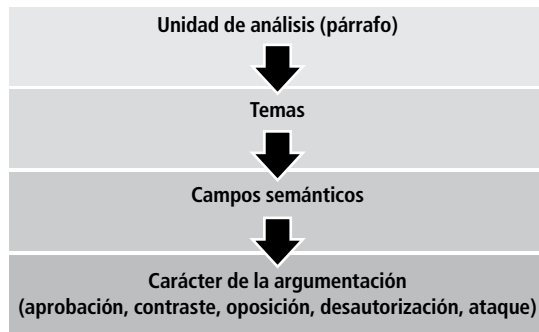 Unidad de análisis (párrafo)
Temas
Campos semánticos
Carácter de la argumentación
(aprobación, contraste, oposición, desautorización, ataque)